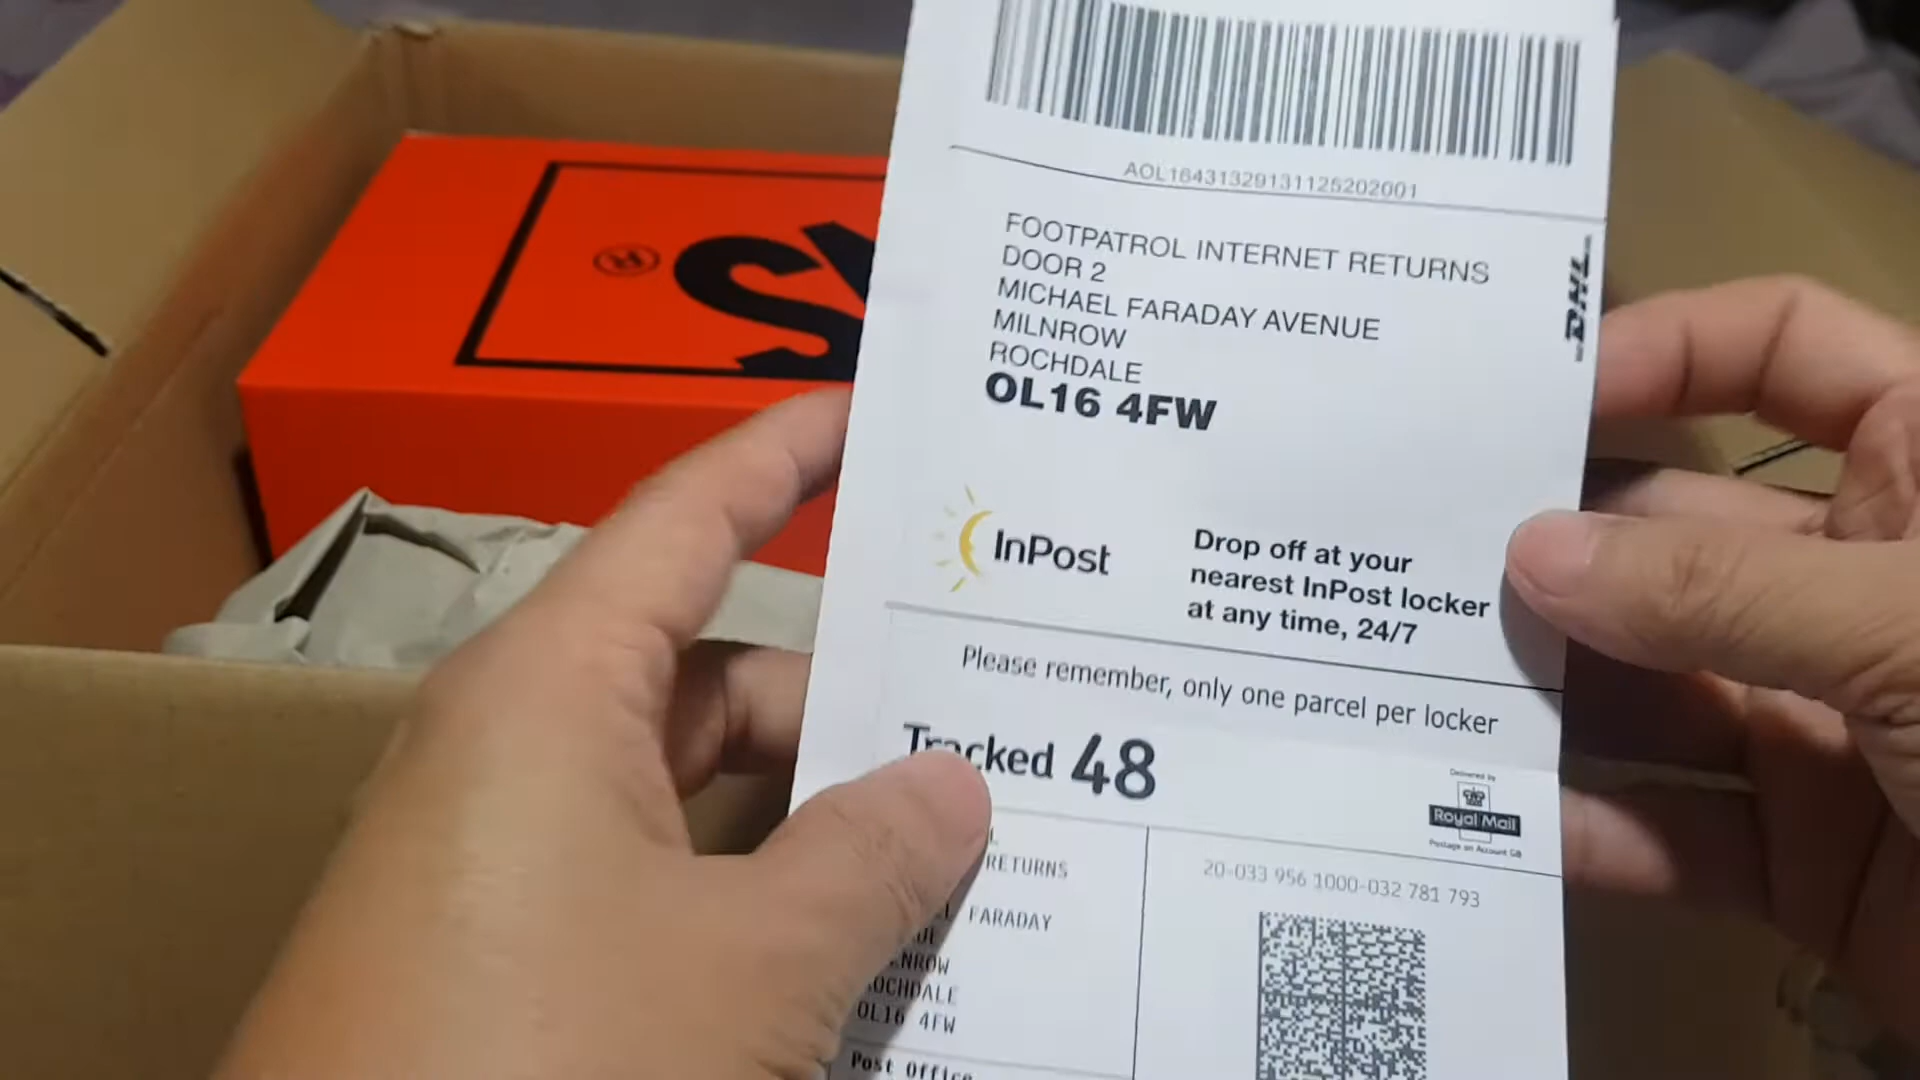 AOL16431329131125202001
FOOTPATROL INTERNET RETURNS
DOOR 2
MICHAEL FARADAY AVENUE
MILNROW
ROCHDALE
OL16 4FW
DHL
InPost
Drop off at your
nearest InPost locker
at any time, 24/7
Please remember, only one parcel per locker
Tracked 48
Delivered by
Royal Mail
Postage on Account GB
RETURNS
FARADAY
OL16 4FW
20-033 956 1000-032 781 793
Post Office